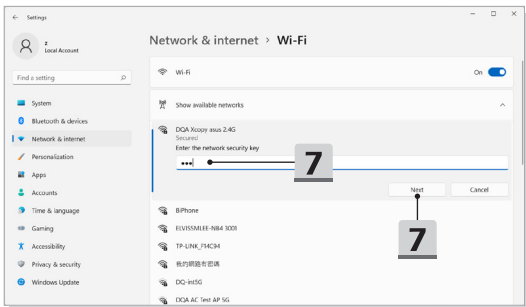 Settings
z
Local Account
Find a setting
System
Bluetooth & devices
Network & internet
Personalization
Apps
Accounts
Time & language
Gaming
Accessibility
Privacy & security
Windows Update
Network & internet > Wi-Fi
Wi-Fi
On
Show available networks
DQA Xcopy asus 2.4G
Secured
Enter the network security key
•••
7
Next Cancel
7
BiPhone
ELVISSMLEE-NB4 3001
TP-LINK_F14C94
我的網路有密碼
DQ-int5G
DQA AC Test AP 5G